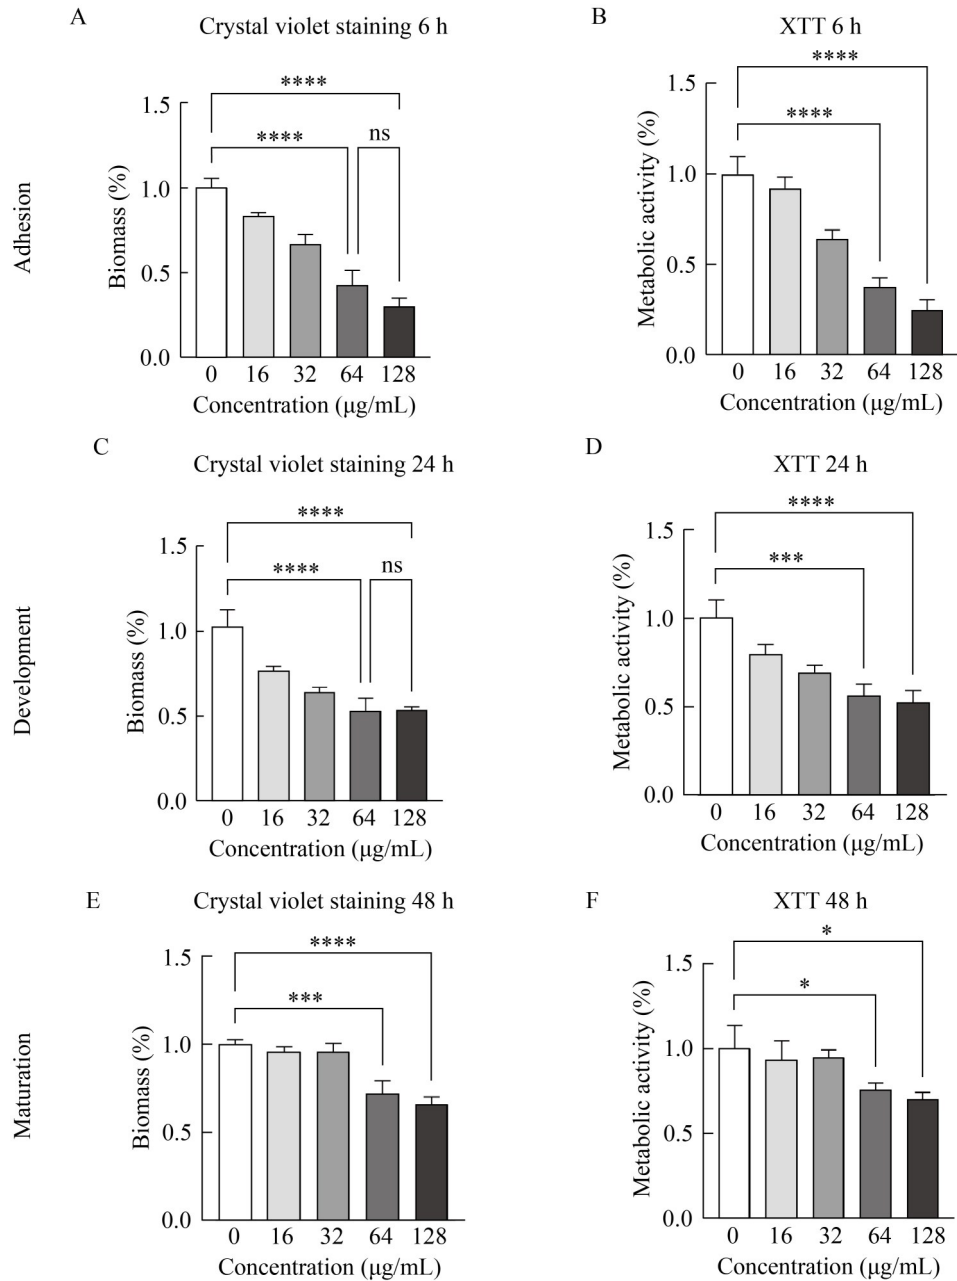 A
Crystal violet staining 6 h
****
****
ns
1.5
1.0
0.5
0.0
Biomass (%)
0 16 32 64 128
Concentration (μg/mL)
Adhesion
B
XTT 6 h
****
****
1.5
1.0
0.5
0.0
Metabolic activity (%)
0 16 32 64 128
Concentration (μg/mL)
C
Crystal violet staining 24 h
****
****
ns
1.5
1.0
0.5
0.0
Biomass (%)
0 16 32 64 128
Concentration (μg/mL)
Development
D
XTT 24 h
****
***
1.5
1.0
0.5
0.0
Metabolic activity (%)
0 16 32 64 128
Concentration (μg/mL)
E
Crystal violet staining 48 h
****
***
1.5
1.0
0.5
0.0
Biomass (%)
0 16 32 64 128
Concentration (μg/mL)
Maturation
F
XTT 48 h
*
*
1.5
1.0
0.5
0.0
Metabolic activity (%)
0 16 32 64 128
Concentration (μg/mL)